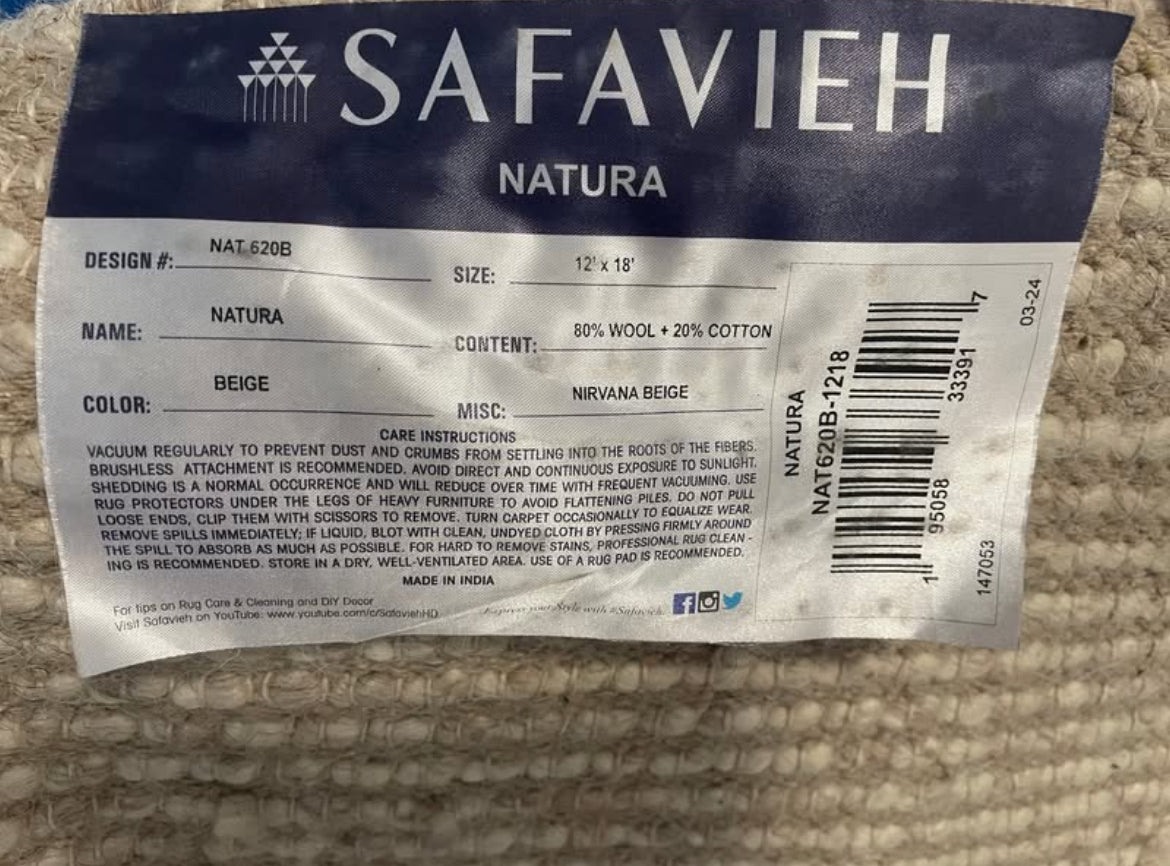 SAFAVIEH
NATURA
DESIGN #: NAT 620B
SIZE: 12' x 18'
NAME: NATURA
CONTENT: 80% WOOL + 20% COTTON
COLOR: BEIGE
MISC: NIRVANA BEIGE
CARE INSTRUCTIONS
VACUUM REGULARLY TO PREVENT DUST AND CRUMBS FROM SETTLING INTO THE ROOTS OF THE FIBERS.
BRUSHLESS ATTACHMENT IS RECOMMENDED. AVOID DIRECT AND CONTINUOUS EXPOSURE TO SUNLIGHT.
SHEDDING IS A NORMAL OCCURRENCE AND WILL REDUCE OVER TIME WITH FREQUENT VACUUMING. USE
RUG PROTECTORS UNDER THE LEGS OF HEAVY FURNITURE TO AVOID FLATTENING PILES. DO NOT PULL
LOOSE ENDS, CLIP THEM WITH SCISSORS TO REMOVE. TURN CARPET OCCASIONALLY TO EQUALIZE WEAR.
REMOVE SPILLS IMMEDIATELY; IF LIQUID, BLOT WITH CLEAN, UNDYED CLOTH BY PRESSING FIRMLY AROUND
THE SPILL TO ABSORB AS MUCH AS POSSIBLE. FOR HARD TO REMOVE STAINS, PROFESSIONAL RUG CLEAN -
ING IS RECOMMENDED. STORE IN A DRY, WELL-VENTILATED AREA. USE OF A RUG PAD IS RECOMMENDED.
MADE IN INDIA
For tips on Rug Care & Cleaning and DIY Decor
Visit Safavieh on YouTube: www.youtube.com/c/SafaviehHD
Express your Style with #Safavieh
NATURA
NAT620B-1218
1 95058 33391 7
147053
03-24